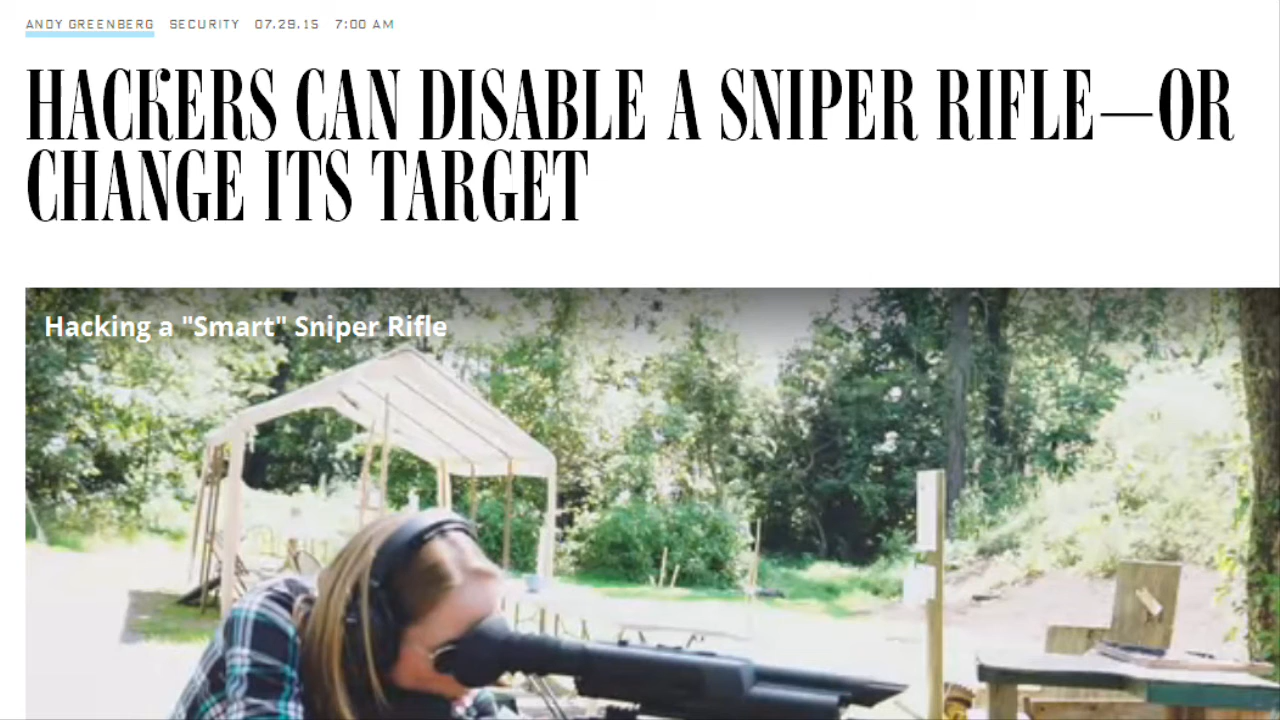 ANDY GREENBERG SECURITY 07.29.15 7:00 AM
HACKERS CAN DISABLE A SNIPER RIFLE—OR
CHANGE ITS TARGET
Hacking a "Smart" Sniper Rifle